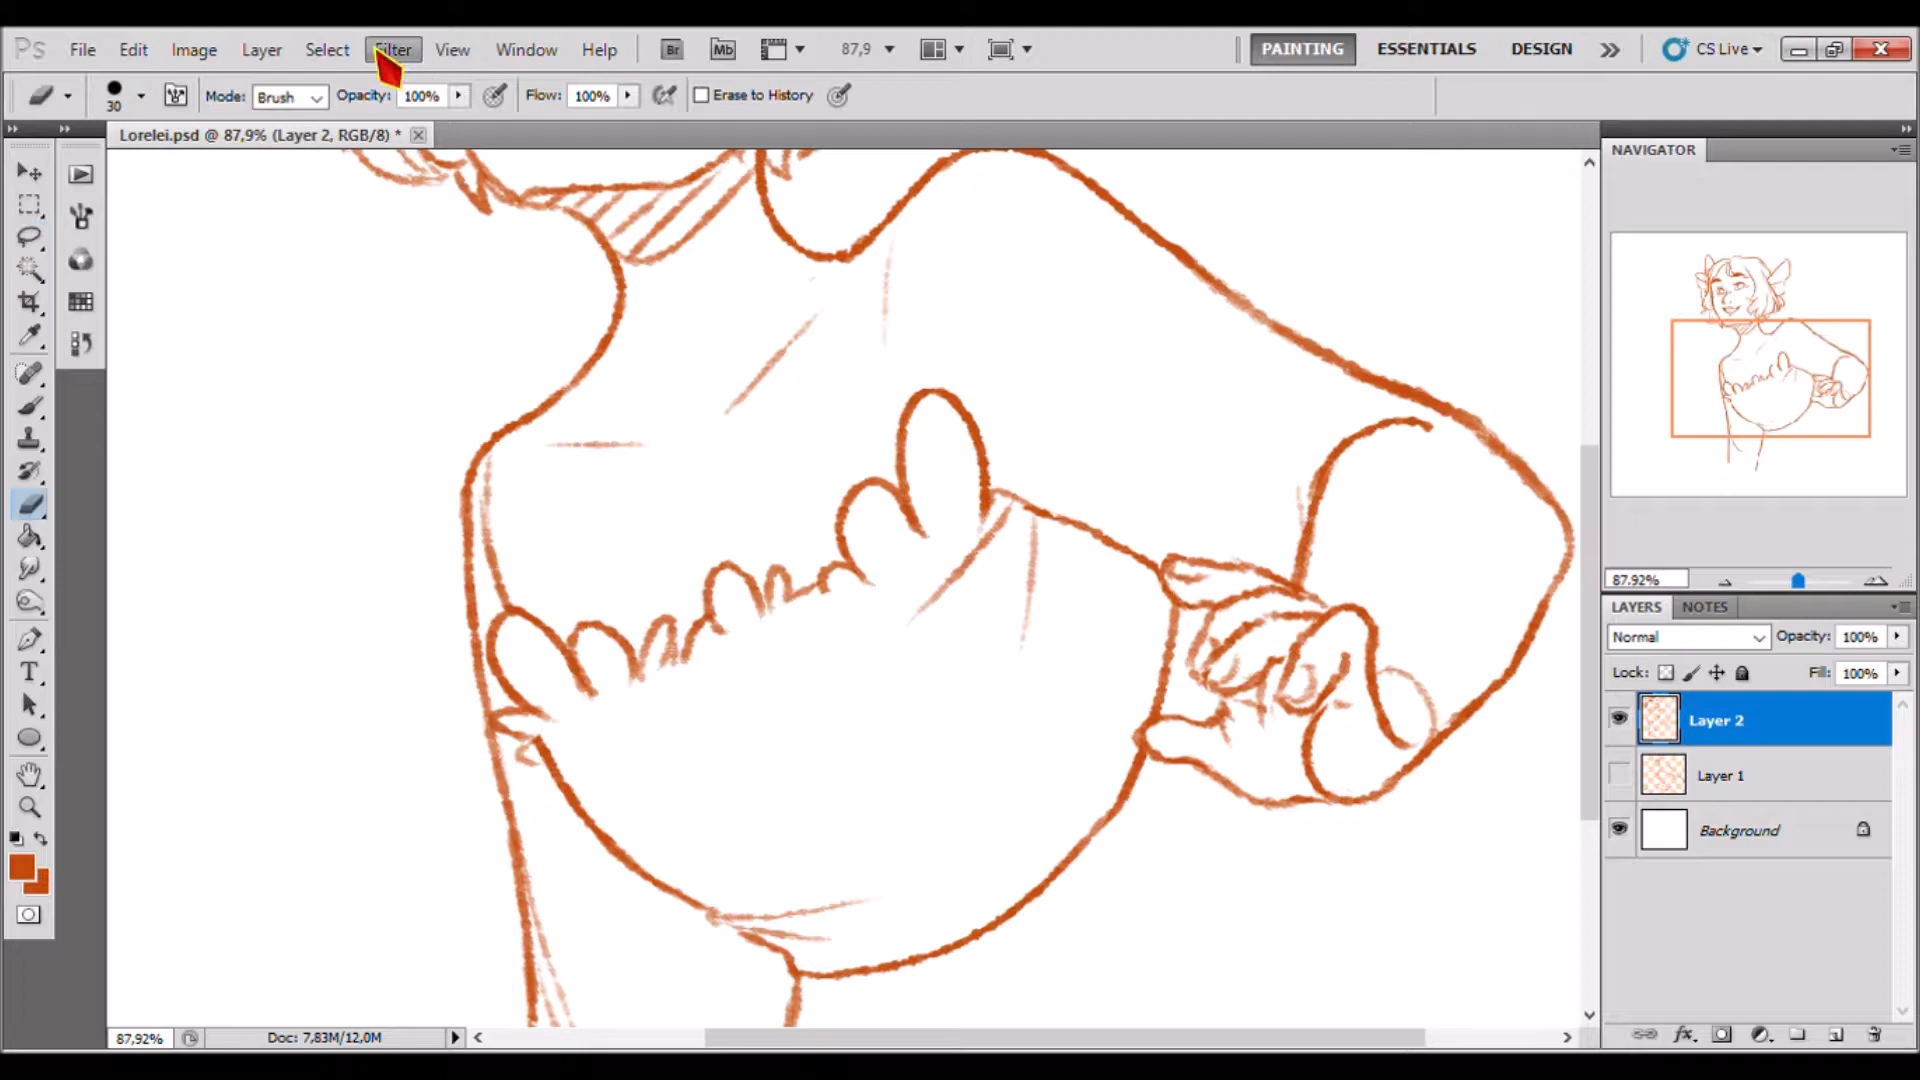 Ps File Edit Image Layer Select Filter View Window Help Br Mb 87,9 PAINTING ESSENTIALS DESIGN CS Live
30 Mode: Brush Opacity: 100% Flow: 100% Erase to History
Lorelei.psd @ 87,9% (Layer 2, RGB/8) *
NAVIGATOR
87.92%
LAYERS NOTES
Normal Opacity: 100%
Lock: Fill: 100%
Layer 2
Layer 1
Background
fx
T
87,92% Doc: 7,83M/12,0M